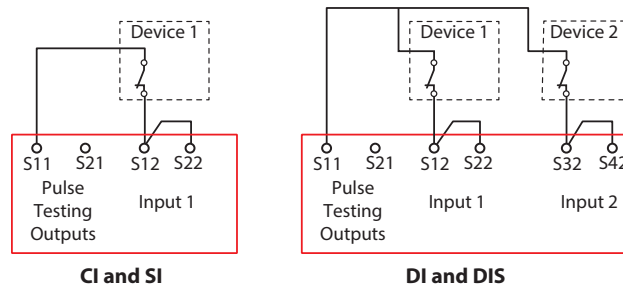 Device 1
Device 1
Device 2
S11
S21
S12
S22
Pulse
Testing
Outputs
Input 1
S11
S21
S12
S22
S32
S42
Pulse
Testing
Outputs
Input 1
Input 2
CI and SI
DI and DIS